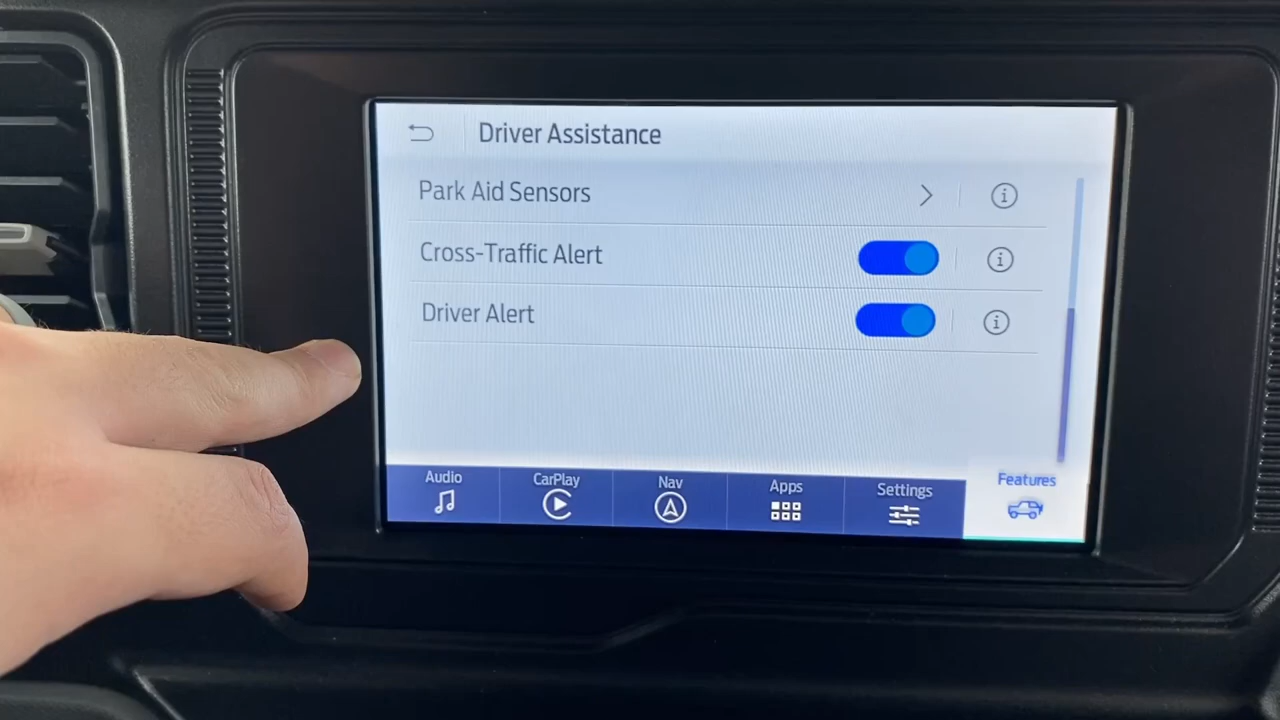 Driver Assistance
Park Aid Sensors
Cross-Traffic Alert
Driver Alert
Audio
CarPlay
Nav
Apps
Settings
Features